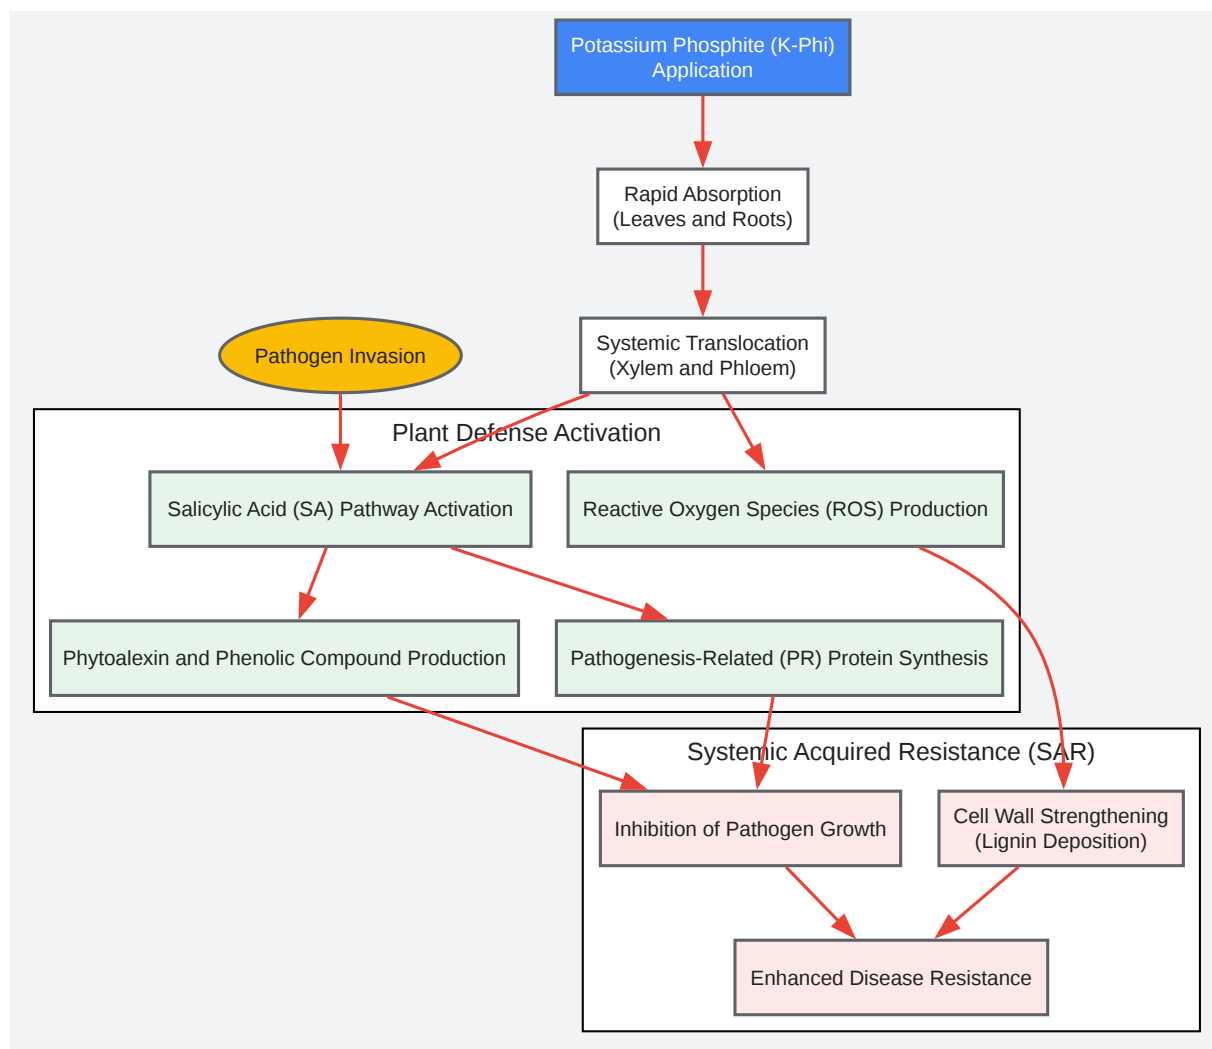 Potassium Phosphite (K-Phi)
Application
Rapid Absorption
(Leaves and Roots)
Pathogen Invasion
Systemic Translocation
(Xylem and Phloem)
Plant Defense Activation
Salicylic Acid (SA) Pathway Activation
Reactive Oxygen Species (ROS) Production
Phytoalexin and Phenolic Compound Production
Pathogenesis-Related (PR) Protein Synthesis
Systemic Acquired Resistance (SAR)
Inhibition of Pathogen Growth
Cell Wall Strengthening
(Lignin Deposition)
Enhanced Disease Resistance